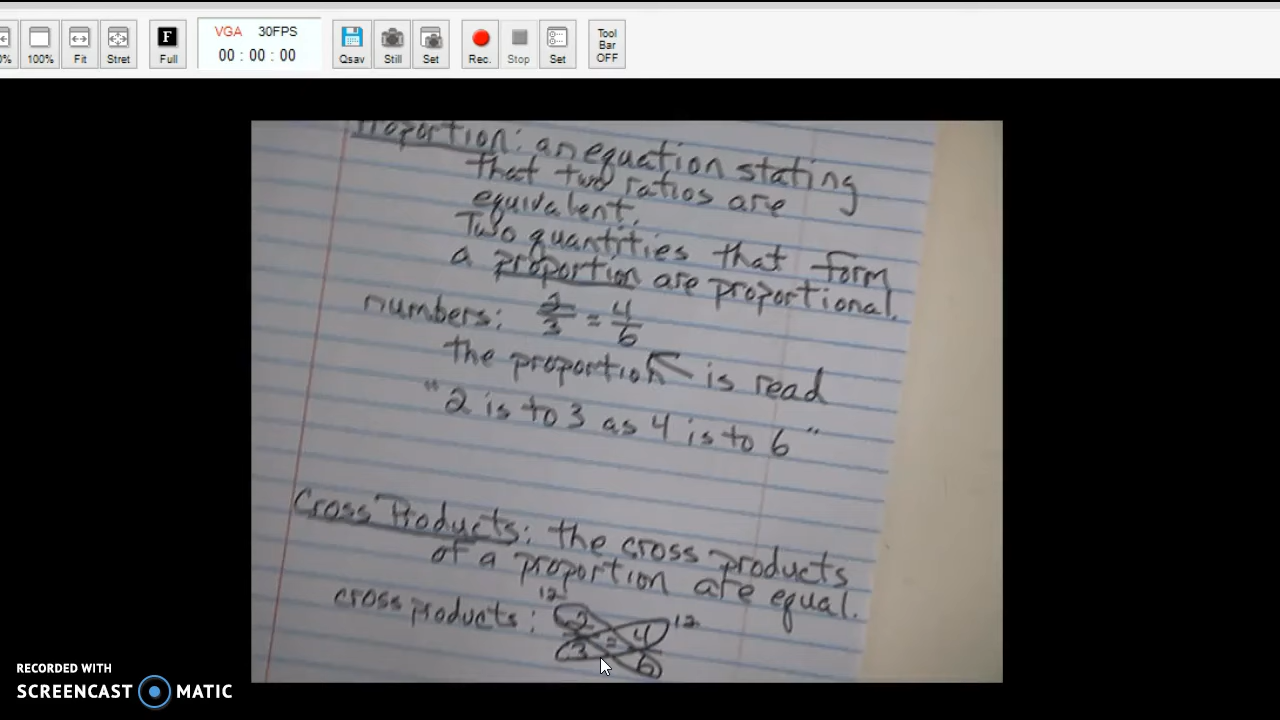 VGA 30FPS
00 : 00 : 00
0% 100% Fit Stret F Full Qsav Still Set Rec. Stop Set Tool Bar OFF
Proportion: an equation stating
that two ratios are
equivalent.
Two quantities that form
a proportion are proportional.
numbers: 2/3 = 4/6
the proportion is read
"2 is to 3 as 4 is to 6"
Cross Products: the cross products
of a proportion are equal.
cross products: 12 2/3 = 4/6 12
RECORDED WITH
SCREENCAST MATIC